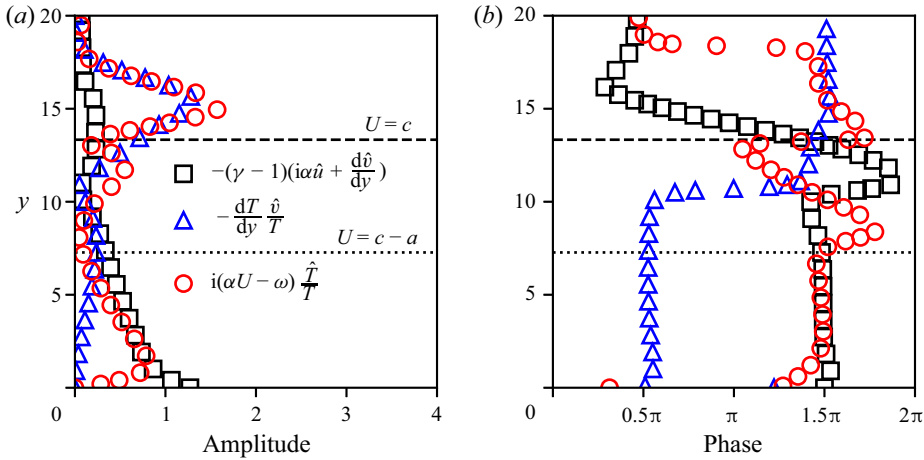 (a)
20
15
10
5
0
y
U = c
−(γ − 1)(iαû + dv̂/dy)
− dT/dy v̂/T
U = c − a
i(αU − ω) T̂/T
0 1 2 3 4
Amplitude
(b)
20
15
10
5
0
0.5π π 1.5π 2π
Phase